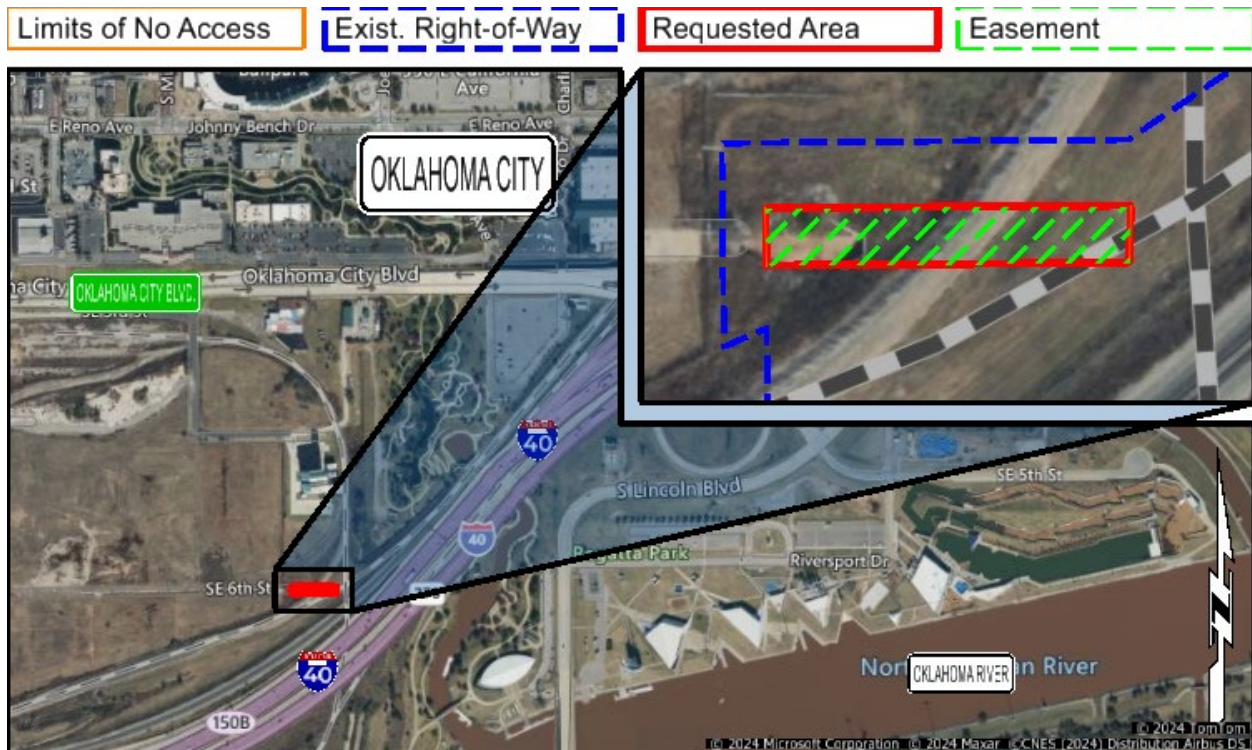 Limits of No Access
Exist. Right-of-Way
Requested Area
Easement
Ballpark
Ave
E Reno Ave
Johnny Bench Dr
E Reno Ave
OKLAHOMA CITY
Ave
Oklahoma City Blvd
OKLAHOMA CITY BLVD.
40
S Lincoln Blvd
SE 5th St
40
Regatta Park
Riversport Dr
SE 6th St
40
OKLAHOMA RIVER
150B
N
© 2024 TomTom
© 2024 Microsoft Corporation © 2024 Maxar ©CNES (2024) Distribution Airbus DS